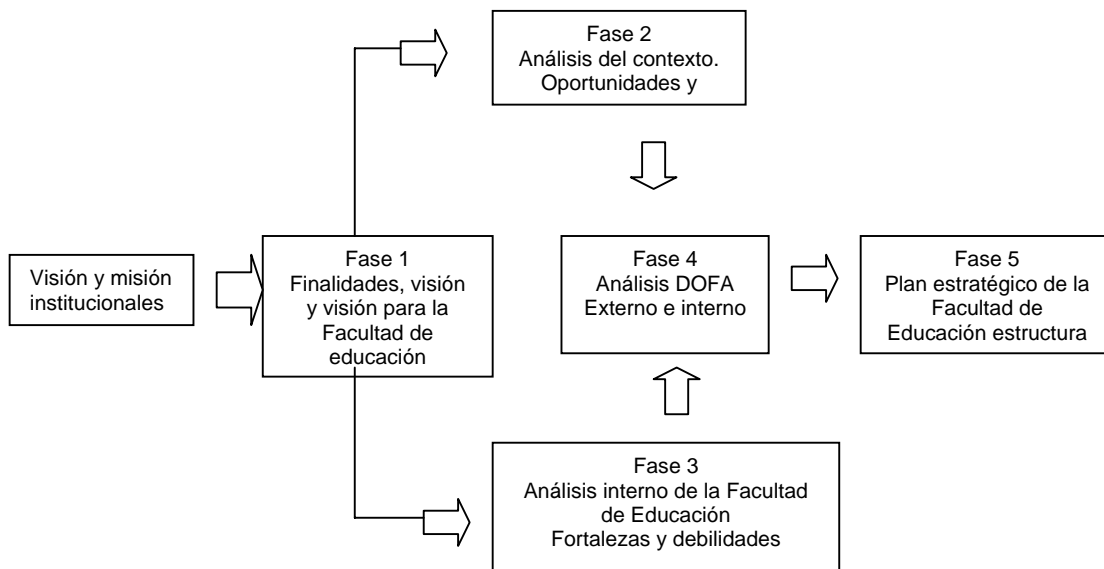 Fase 2
Análisis del contexto.
Oportunidades y
Visión y misión
institucionales
Fase 1
Finalidades, visión
y visión para la
Facultad de
educación
Fase 4
Análisis DOFA
Externo e interno
Fase 5
Plan estratégico de la
Facultad de
Educación estructura
Fase 3
Análisis interno de la Facultad
de Educación
Fortalezas y debilidades